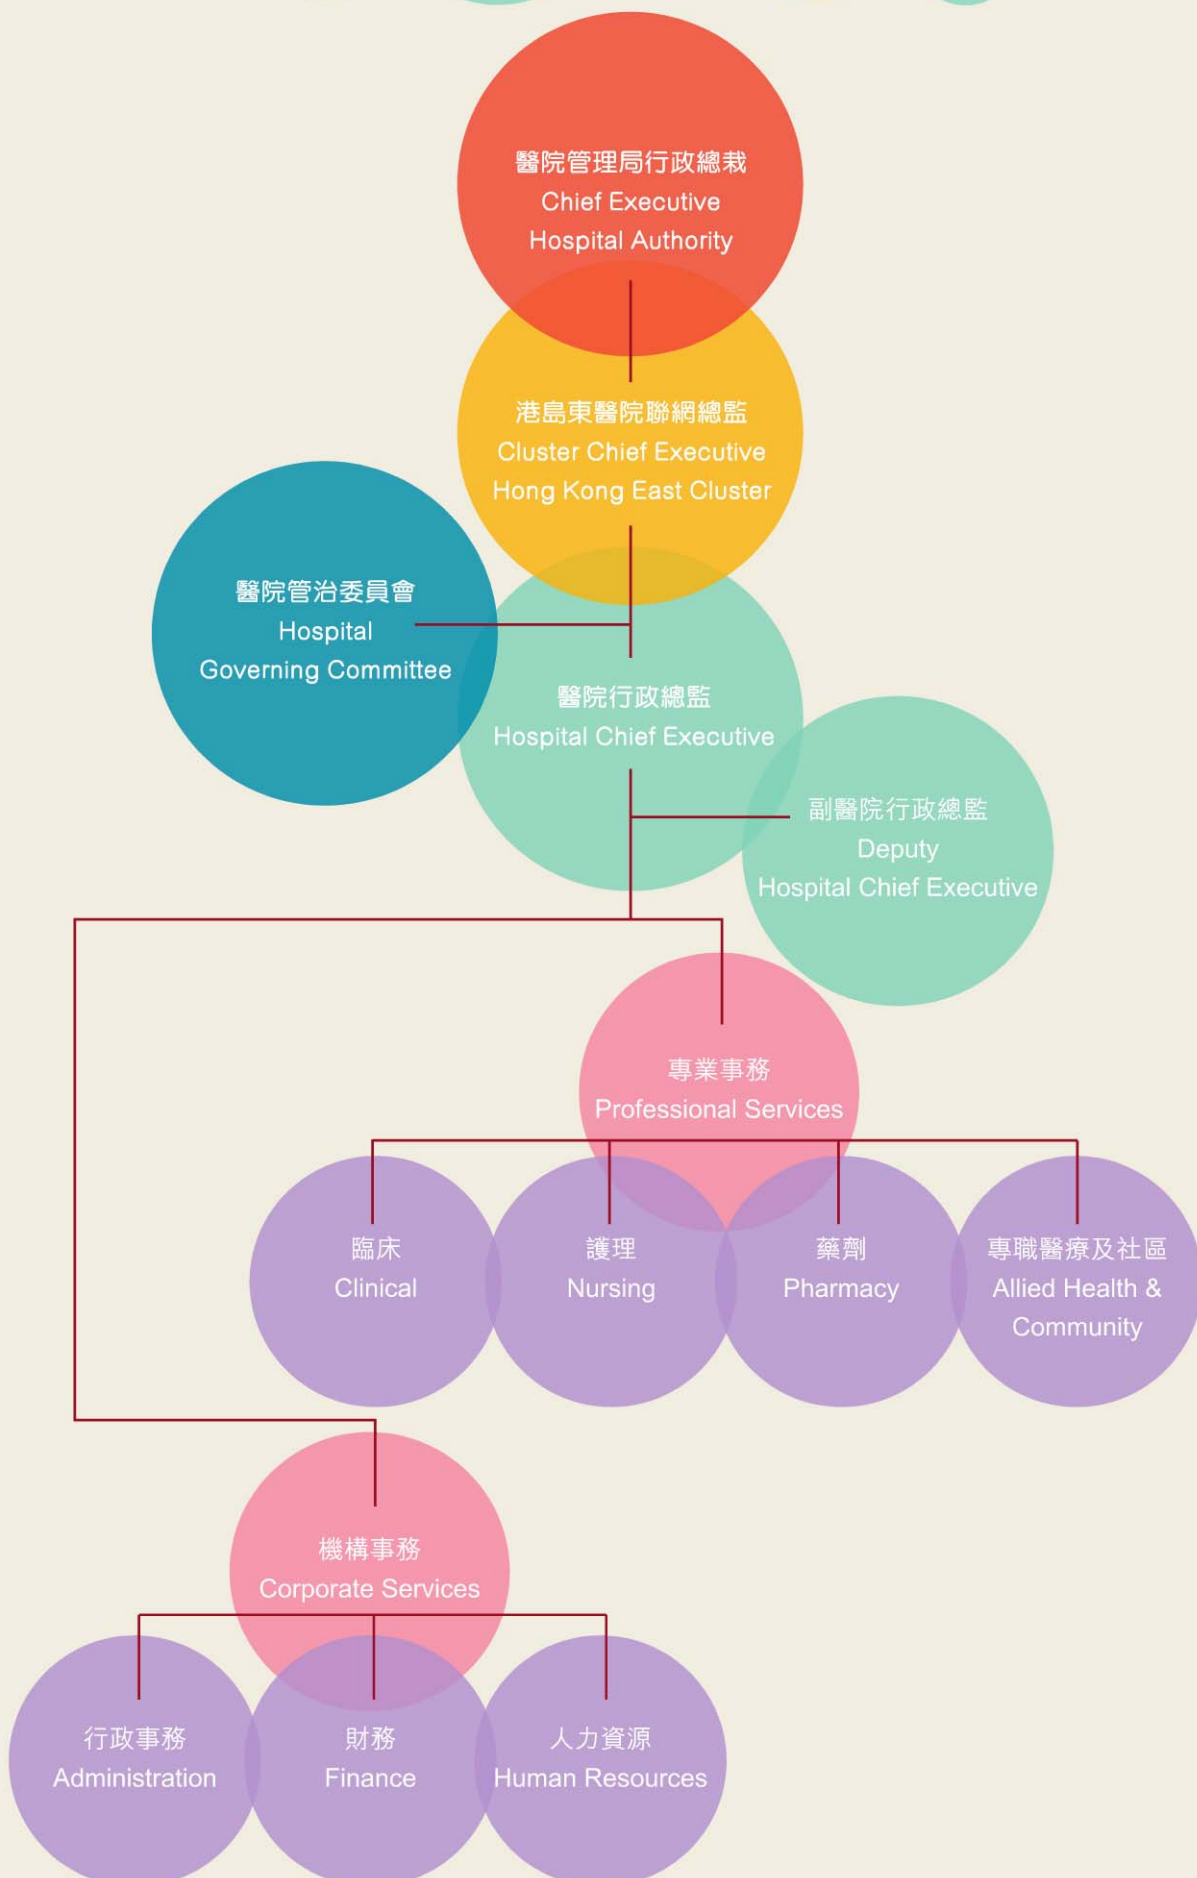 醫院管理局行政總裁
Chief Executive
Hospital Authority
港島東醫院聯網總監
Cluster Chief Executive
Hong Kong East Cluster
醫院管治委員會
Hospital
Governing Committee
醫院行政總監
Hospital Chief Executive
副醫院行政總監
Deputy
Hospital Chief Executive
專業事務
Professional Services
臨床
Clinical
護理
Nursing
藥劑
Pharmacy
專職醫療及社區
Allied Health &
Community
機構事務
Corporate Services
行政事務
Administration
財務
Finance
人力資源
Human Resources